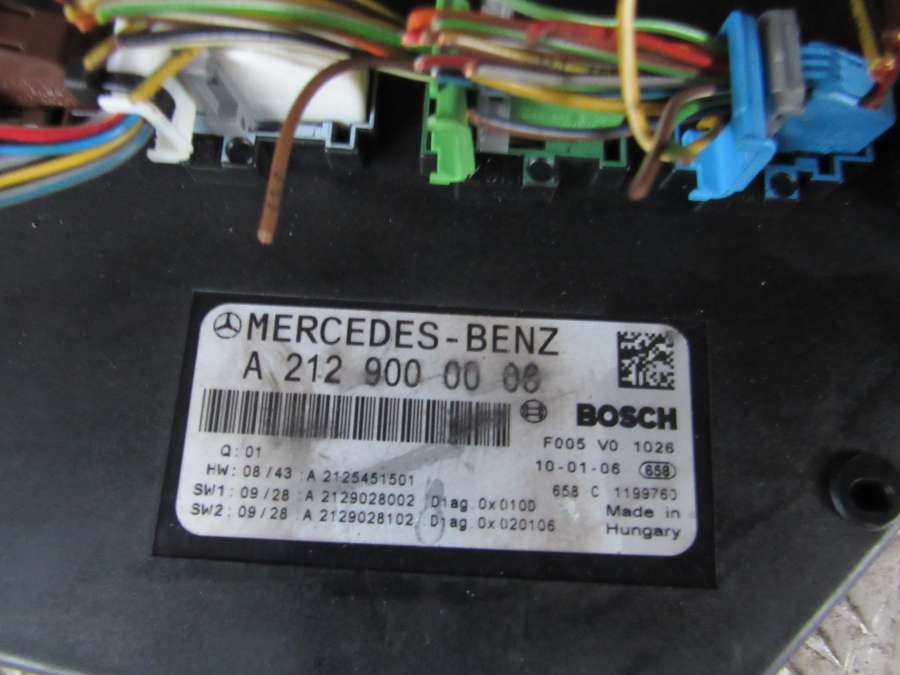 MERCEDES-BENZ
A 212 900 00 08
BOSCH
F005 V0 1026
Q: 01
10-01-06 658
HW: 08/43 : A 2125451501
658 C 1199760
SW1: 09/28 : A 2129028002 Diag.0x010D
Made in
SW2: 09/28 : A 2129028102 Diag.0x020106
Hungary